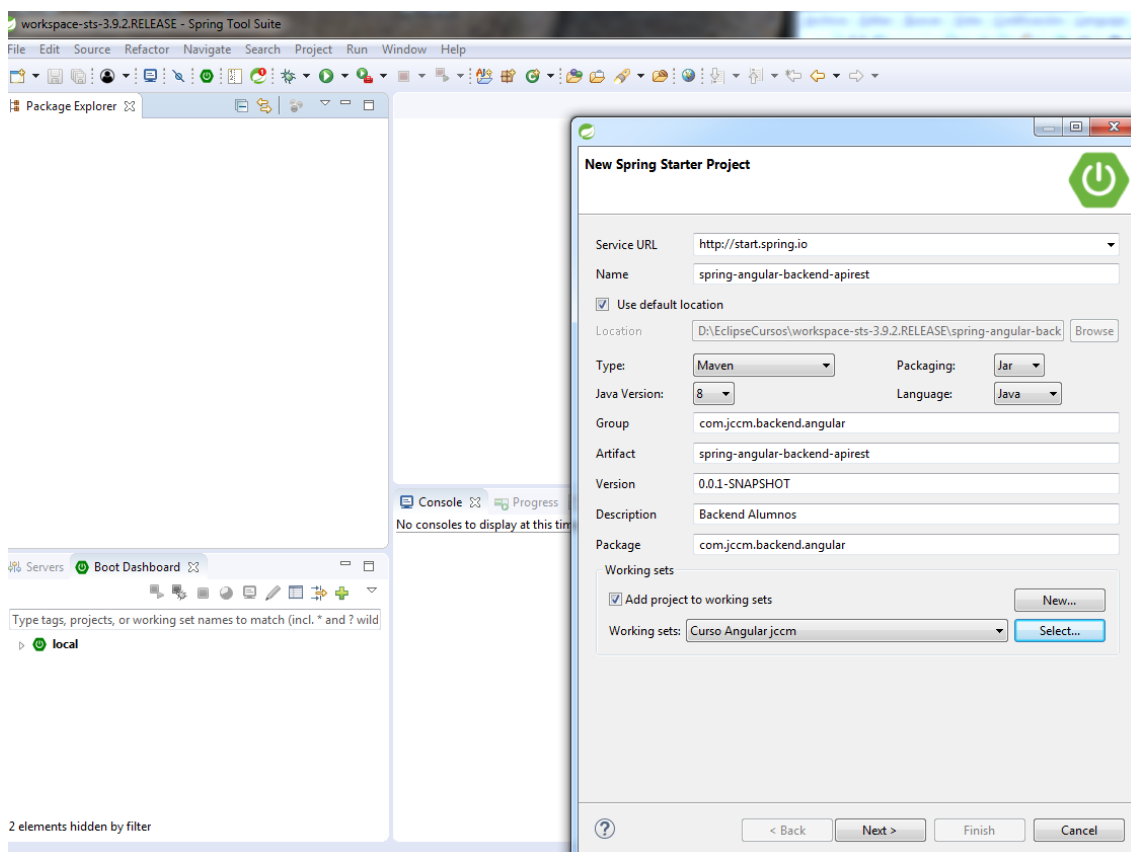 workspace-sts-3.9.2.RELEASE - Spring Tool Suite
File Edit Source Refactor Navigate Search Project Run Window Help
Package Explorer
New Spring Starter Project
Service URL http://start.spring.io
Name spring-angular-backend-apirest
Use default location
Location D:\EclipseCursos\workspace-sts-3.9.2.RELEASE\spring-angular-back Browse
Type: Maven Packaging: Jar
Java Version: 8 Language: Java
Group com.jccm.backend.angular
Artifact spring-angular-backend-apirest
Version 0.0.1-SNAPSHOT
Description Backend Alumnos
Package com.jccm.backend.angular
Working sets
Add project to working sets New...
Working sets: Curso Angular jccm Select...
< Back Next > Finish Cancel
Console Progress
No consoles to display at this tim
Servers Boot Dashboard
Type tags, projects, or working set names to match (incl. * and ? wild
local
2 elements hidden by filter